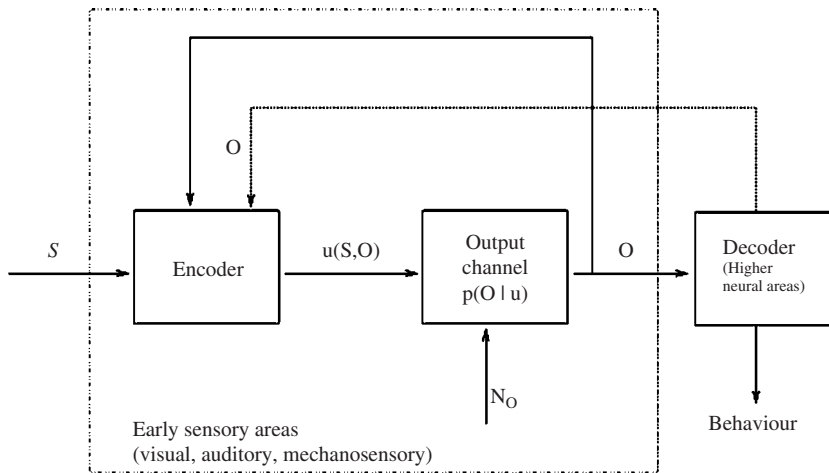 O
S
Encoder
u(S,O)
Output
channel
p(O | u)
O
Decoder
(Higher
neural areas)
N_O
Behaviour
Early sensory areas
(visual, auditory, mechanosensory)